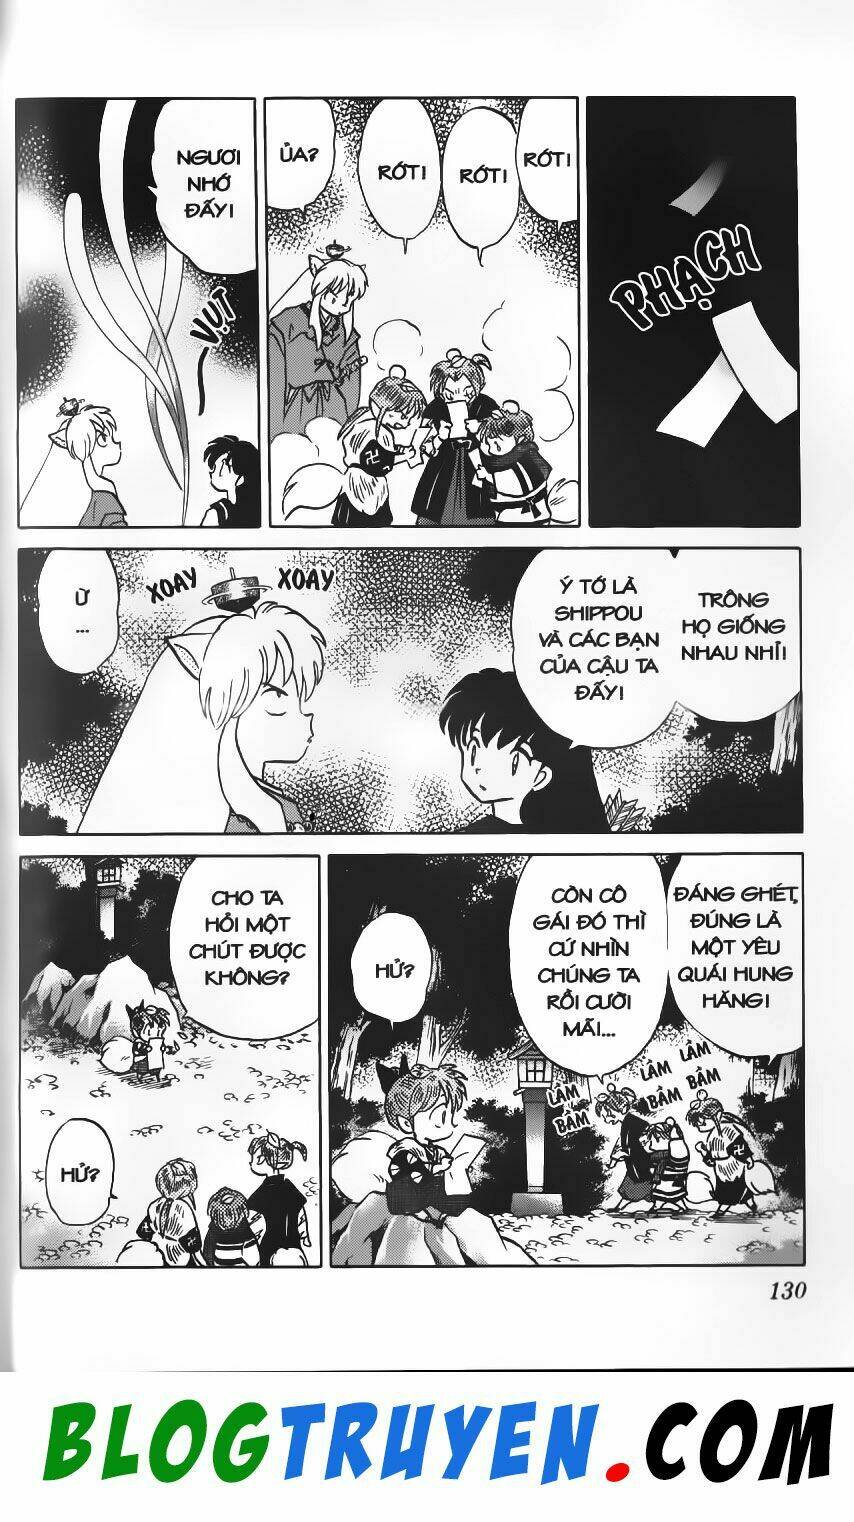 PHẠCH
RỚT!
RỚT!
RỚT!
ỦA?
NGƯƠI
NHỚ
ĐẤY!
VỤT
TRÔNG
HỌ GIỐNG
NHAU NHỈ!
Ý TỚ LÀ
SHIPPOU
VÀ CÁC BẠN
CỦA CẬU TA
ĐẤY!
XOAY
XOAY
Ừ
...
ĐÁNG GHÉT,
ĐÚNG LÀ
MỘT YÊU
QUÁI HUNG
HĂNG!
CÒN CÔ
GÁI ĐÓ THÌ
CỨ NHÌN
CHÚNG TA
RỒI CƯỜI
MÃI...
LẦM LẦM
BẦM BẦM
LẦM
BẦM
HỬ?
CHO TA
HỎI MỘT
CHÚT ĐƯỢC
KHÔNG?
HỬ?
130
BLOGTRUYEN.COM